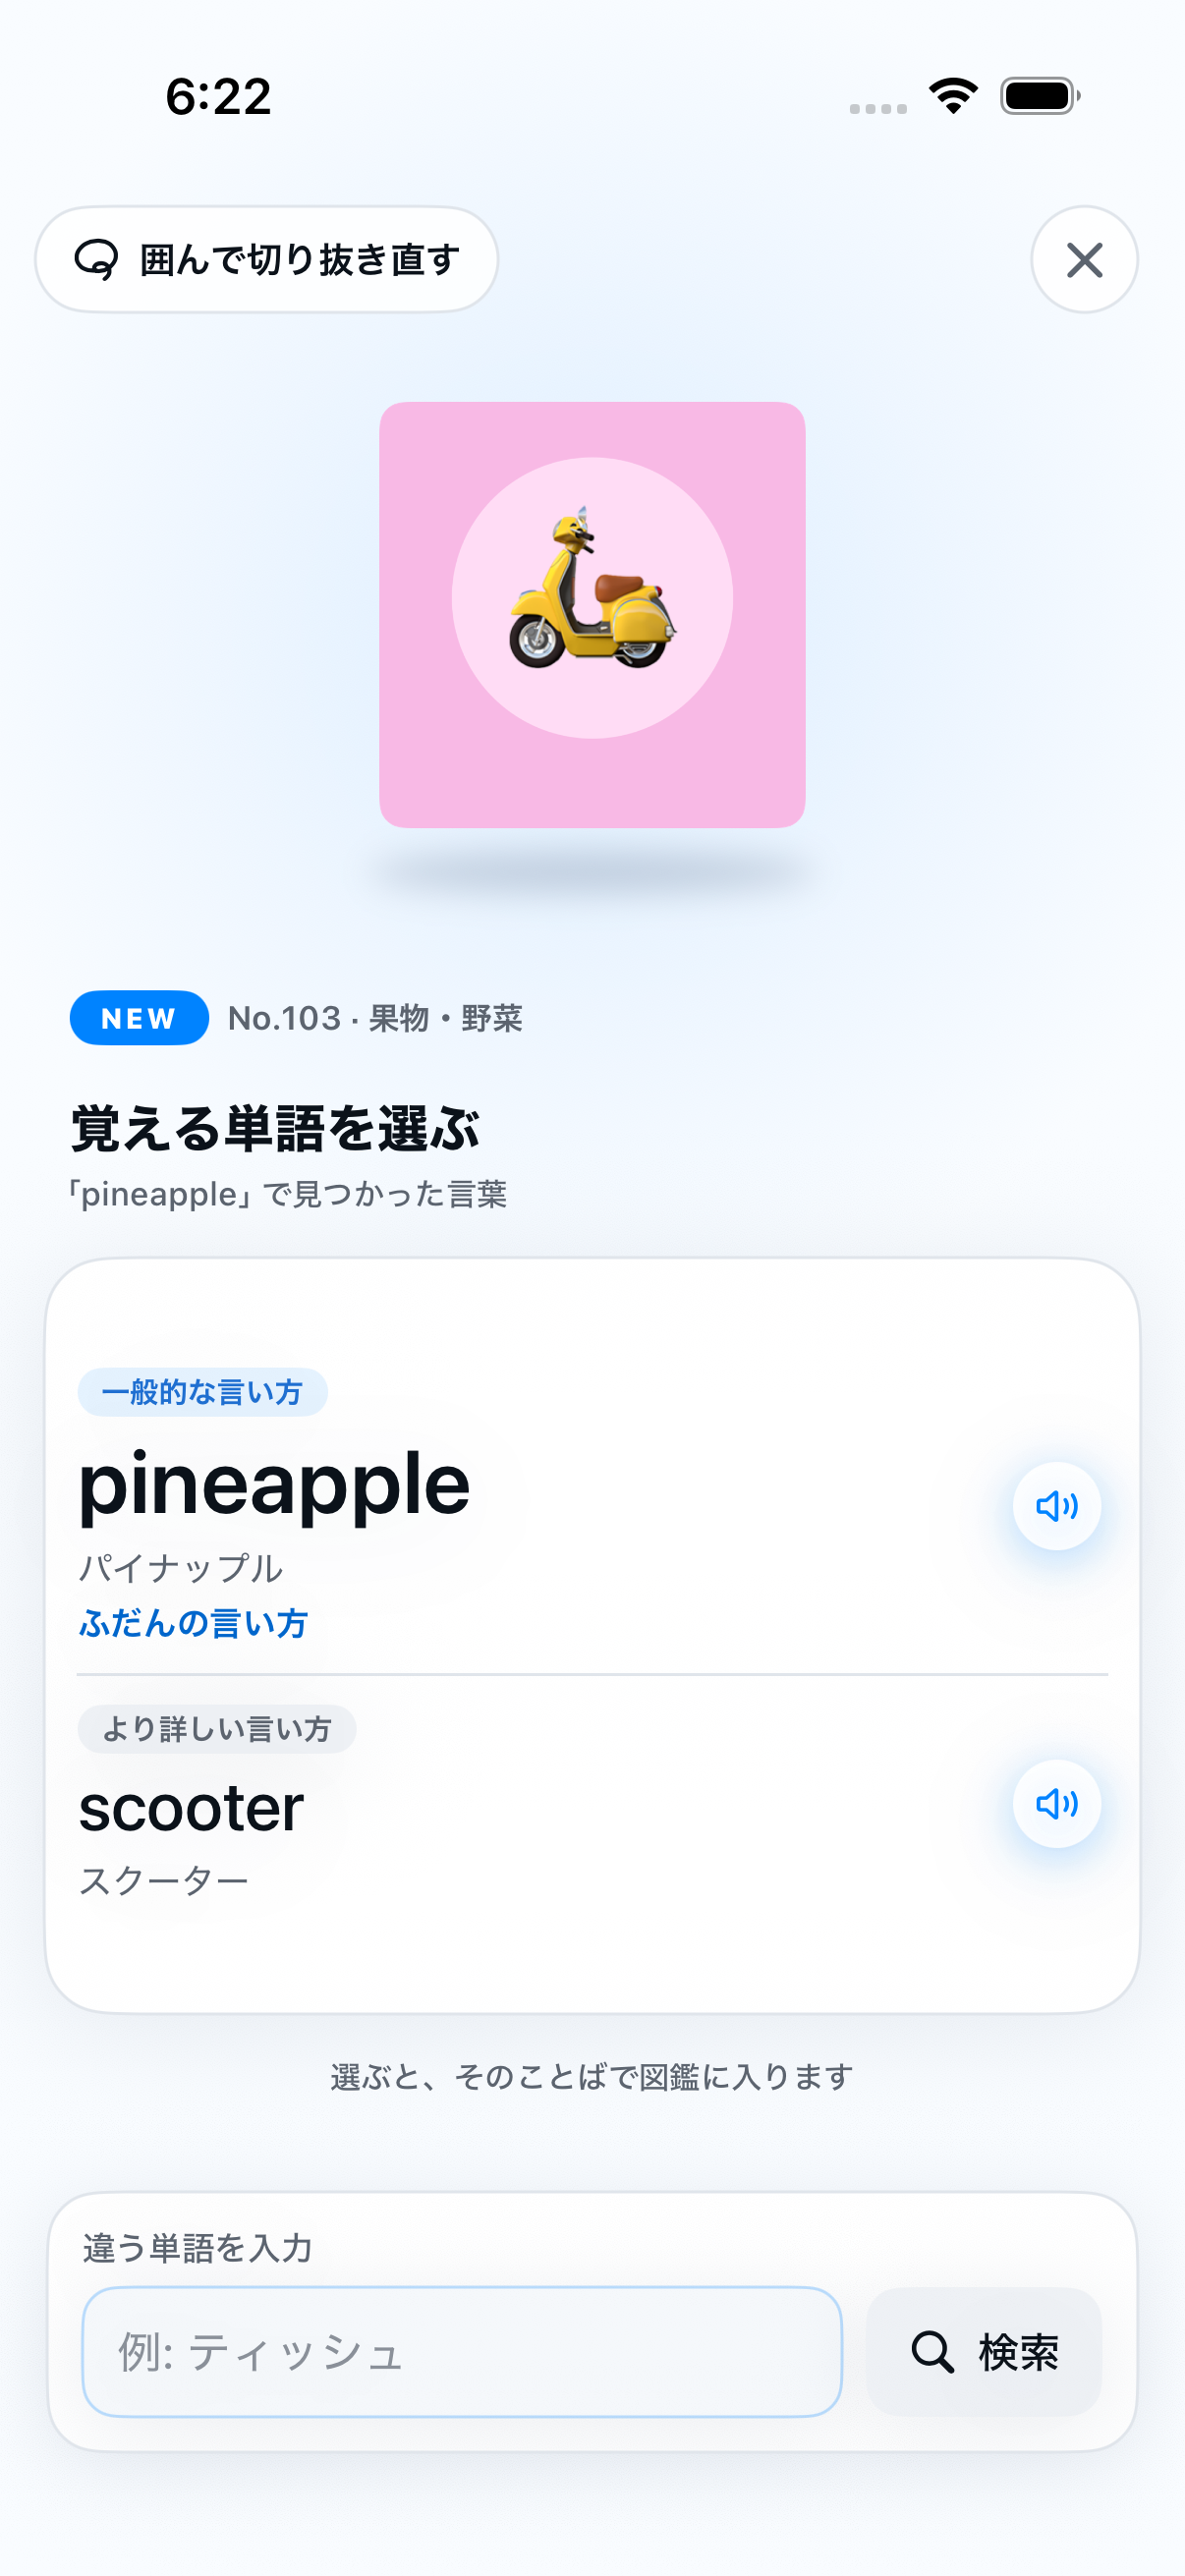 6:22
囲んで切り抜き直す
NEW No.103 · 果物・野菜
覚える単語を選ぶ
「pineapple」で見つかった言葉
一般的な言い方
pineapple
パイナップル
ふだんの言い方
より詳しい言い方
scooter
スクーター
選ぶと、そのことばで図鑑に入ります
違う単語を入力
例: ティッシュ
検索